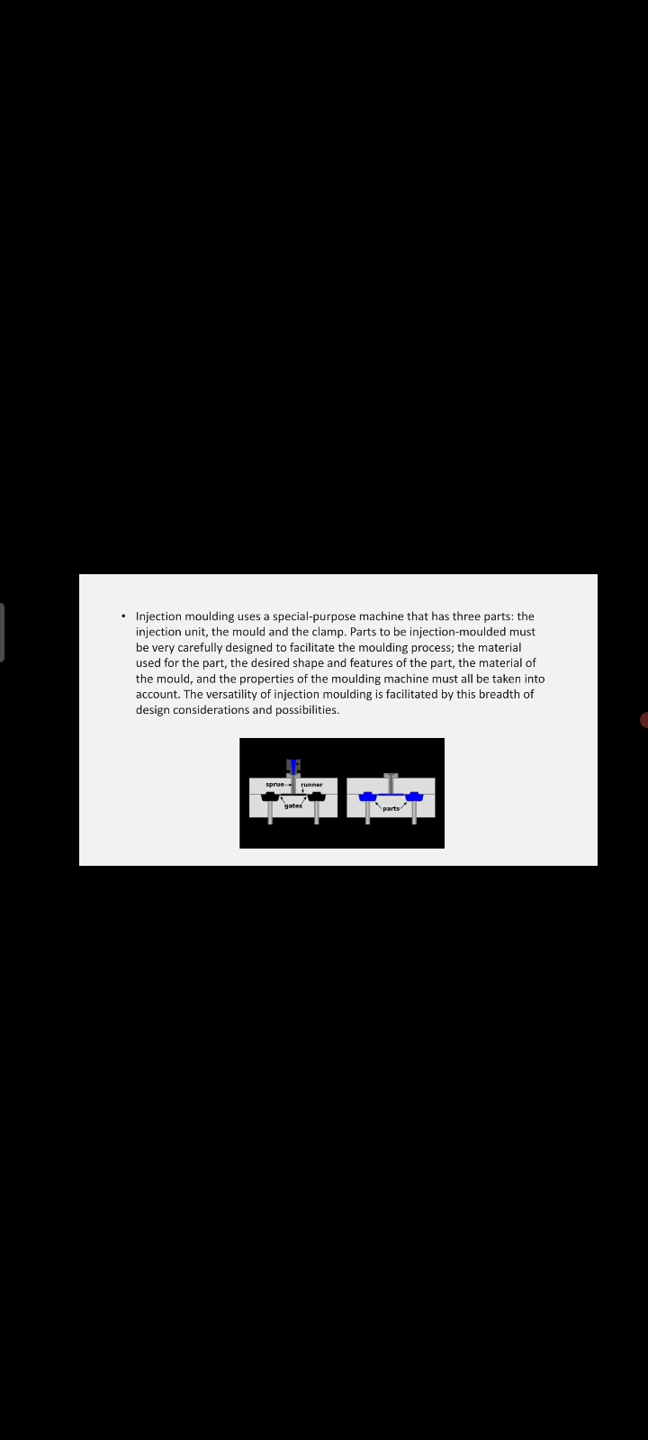 • Injection moulding uses a special-purpose machine that has three parts: the
injection unit, the mould and the clamp. Parts to be injection-moulded must
be very carefully designed to facilitate the moulding process; the material
used for the part, the desired shape and features of the part, the material of
the mould, and the properties of the moulding machine must all be taken into
account. The versatility of injection moulding is facilitated by this breadth of
design considerations and possibilities.
sprue runner
gates
parts